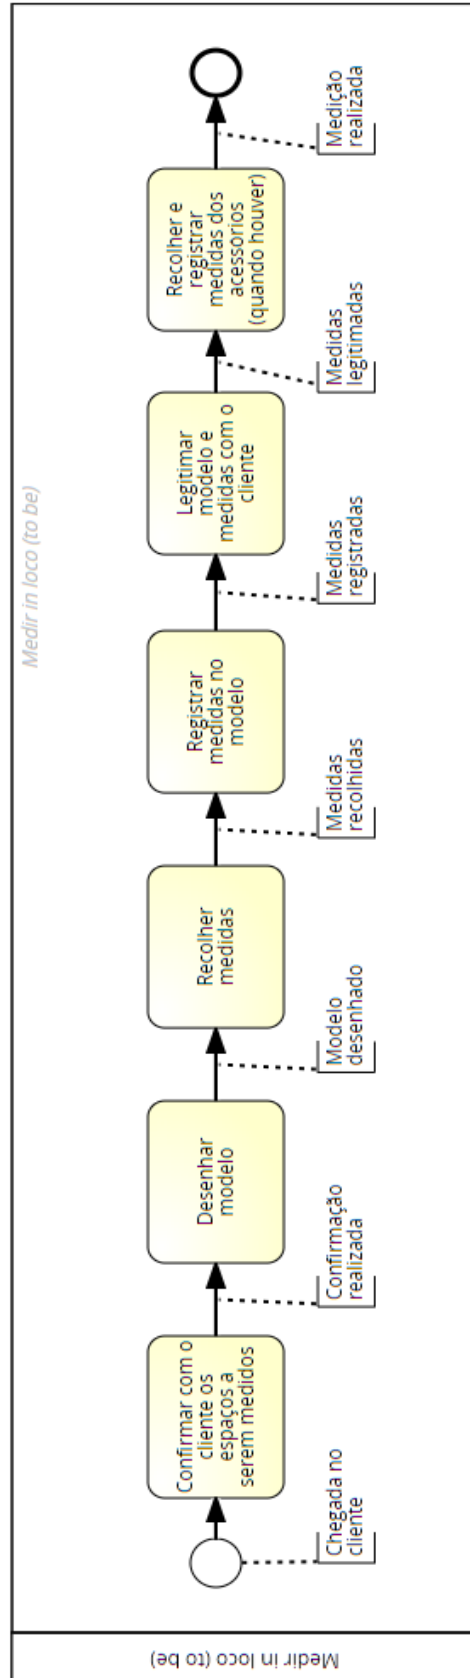 Medir in loco (to be)
Medir in loco (to be)
Chegada no
cliente
Confirmar com o
cliente os
espaços a
serem medidos
Confirmação
realizada
Desenhar
modelo
Modelo
desenhado
Recolher
medidas
Medidas
recolhidas
Registrar
medidas no
modelo
Medidas
registradas
Legitimar
modelo e
medidas com o
cliente
Medidas
legitimadas
Recolher e
registrar
medidas dos
acessorios
(quando houver)
Medição
realizada